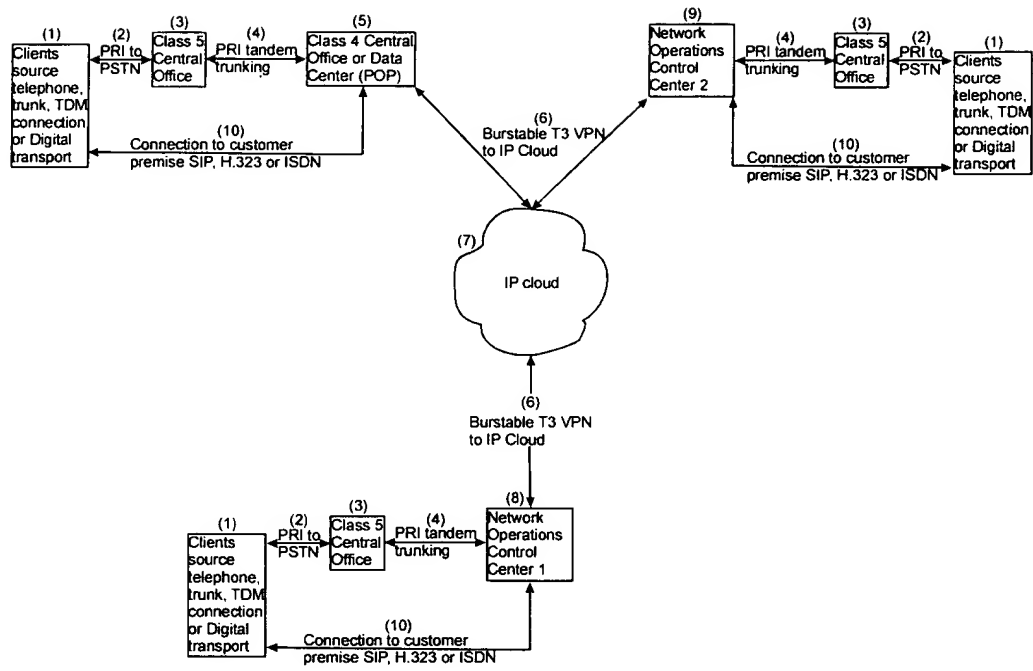 (1)
Clients
source
telephone,
trunk, TDM
connection
or Digital
transport
(2)
PRI to
PSTN
(3)
Class 5
Central
Office
(4)
PRI tandem
trunking
(5)
Class 4 Central
Office or Data
Center (POP)
(10)
Connection to customer
premise SIP, H.323 or ISDN
(9)
Network
Operations
Control
Center 2
(4)
PRI tandem
trunking
(3)
Class 5
Central
Office
(2)
PRI to
PSTN
(1)
Clients
source
telephone,
trunk, TDM
connection
or Digital
transport
(10)
Connection to customer
premise SIP, H.323 or ISDN
(6)
Burstable T3 VPN
to IP Cloud
(7)
IP cloud
(6)
Burstable T3 VPN
to IP Cloud
(8)
Network
Operations
Control
Center 1
(1)
Clients
source
telephone,
trunk, TDM
connection
or Digital
transport
(2)
PRI to
PSTN
(3)
Class 5
Central
Office
(4)
PRI tandem
trunking
(10)
Connection to customer
premise SIP, H.323 or ISDN